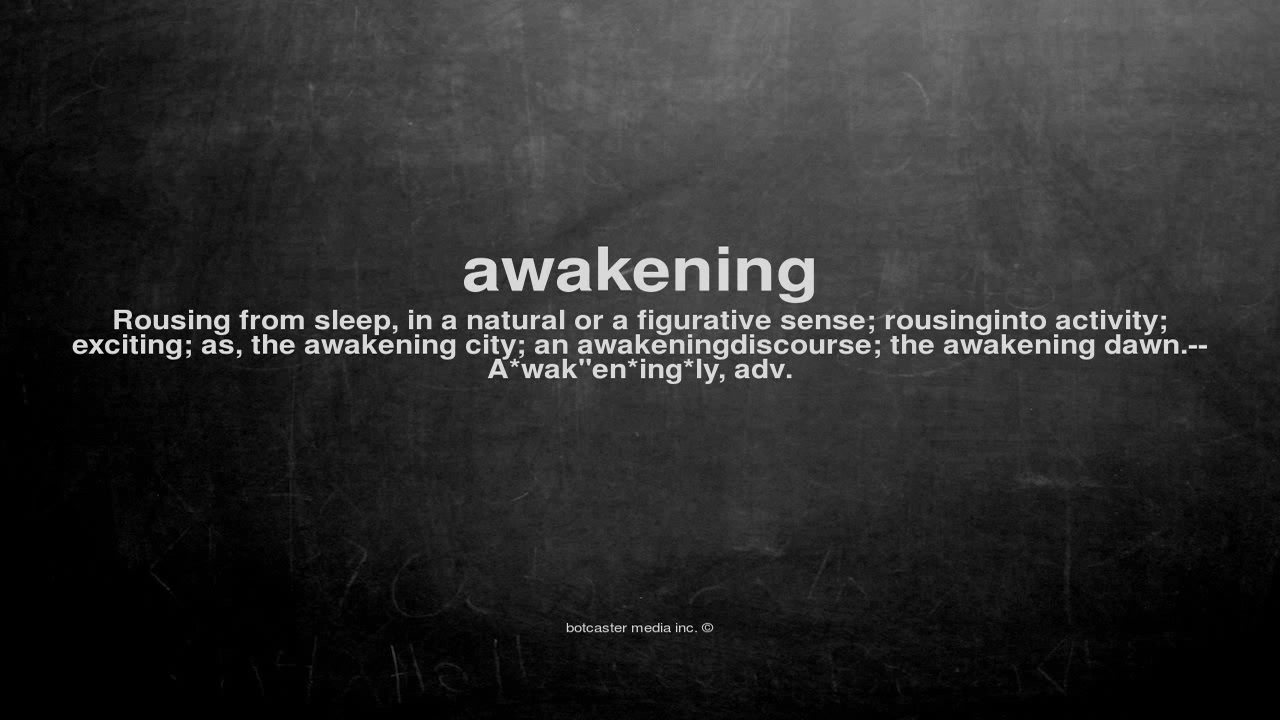 awakening
Rousing from sleep, in a natural or a figurative sense; rousinginto activity;
exciting; as, the awakening city; an awakeningdiscourse; the awakening dawn.--
A*wak"en*ing*ly, adv.
botcaster media inc. ©